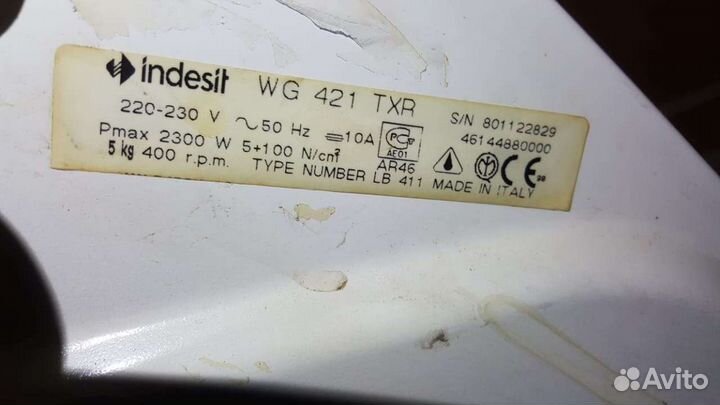 indesit WG 421 TXR S/N 801122829
220-230 V ~50 Hz 10A 46144880000
Pmax 2300 W 5+100 N/cm² AE01
5 kg 400 r.p.m. TYPE NUMBER LB 411 AR46 MADE IN ITALY CE 98
Avito